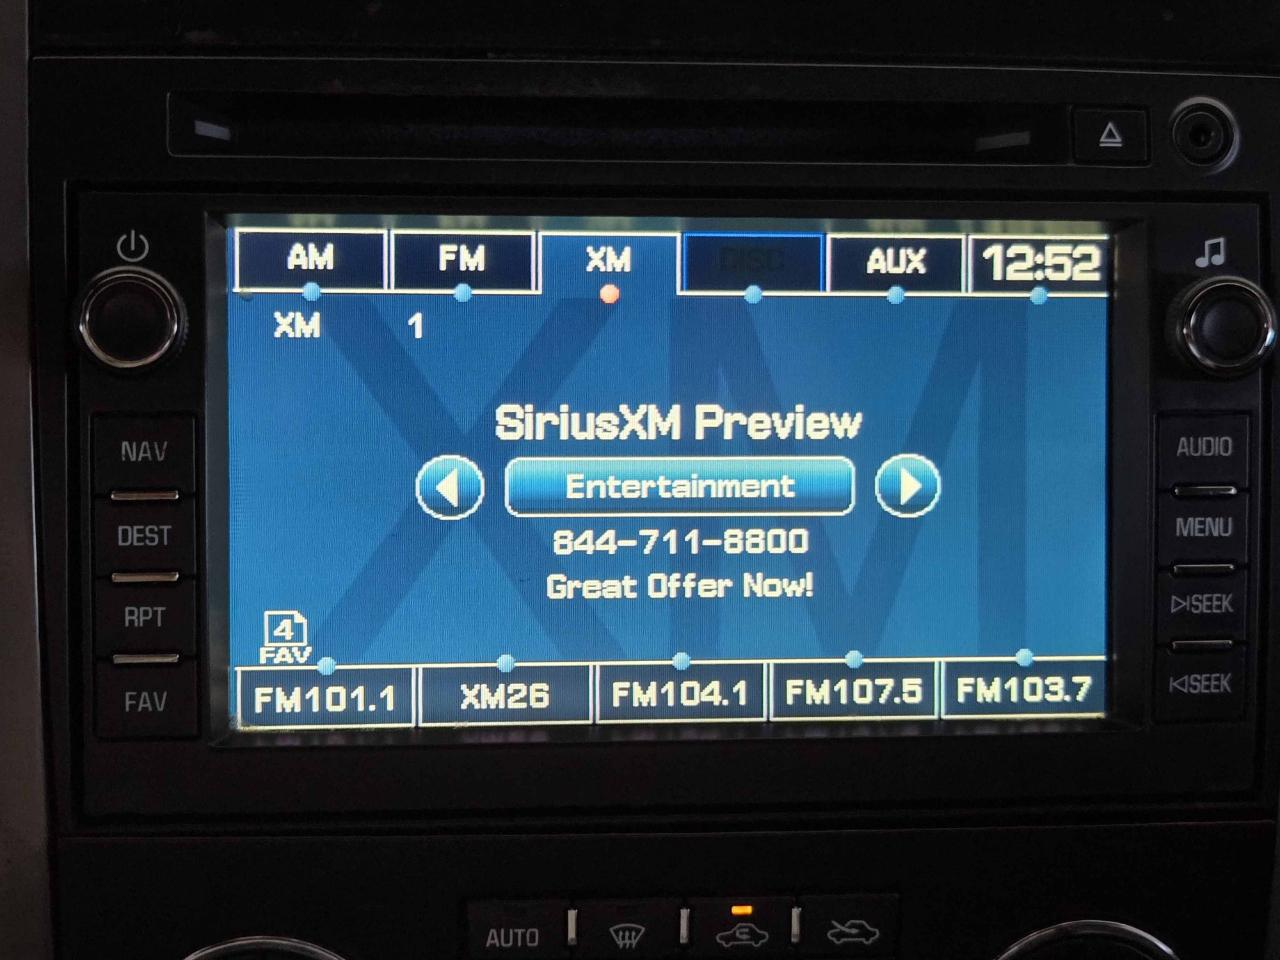 AM FM XM DISC AUX 12:52
XM 1
SiriusXM Preview
Entertainment
844-711-8800
Great Offer Now!
4
FAV
FM101.1 XM26 FM104.1 FM107.5 FM103.7
NAV
DEST
RPT
FAV
AUDIO
MENU
SEEK
SEEK
AUTO